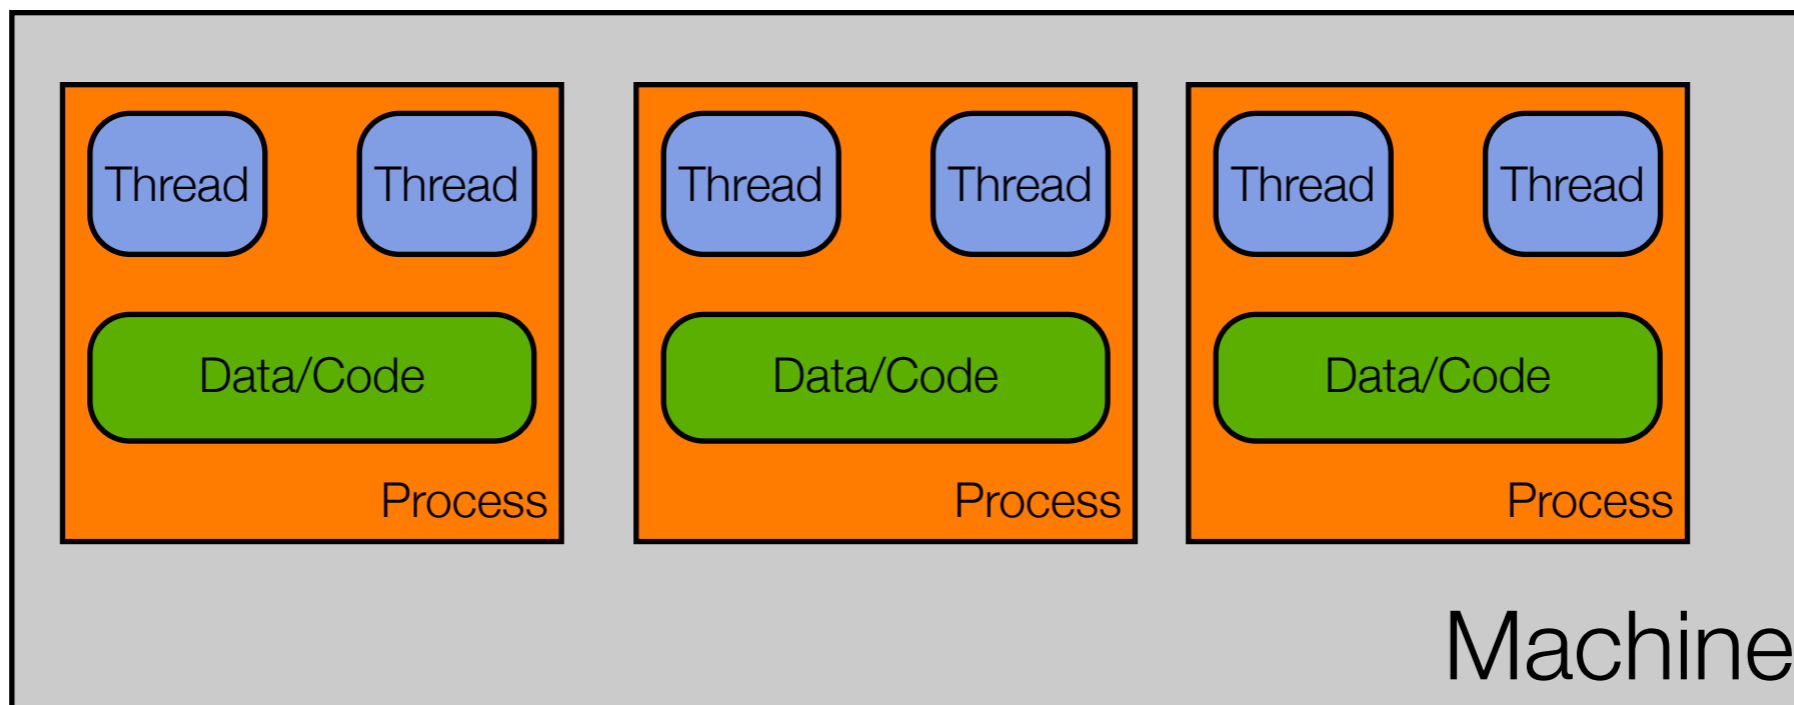 Thread Thread Thread Thread Thread Thread
Data/Code Data/Code Data/Code
Process Process Process
Machine